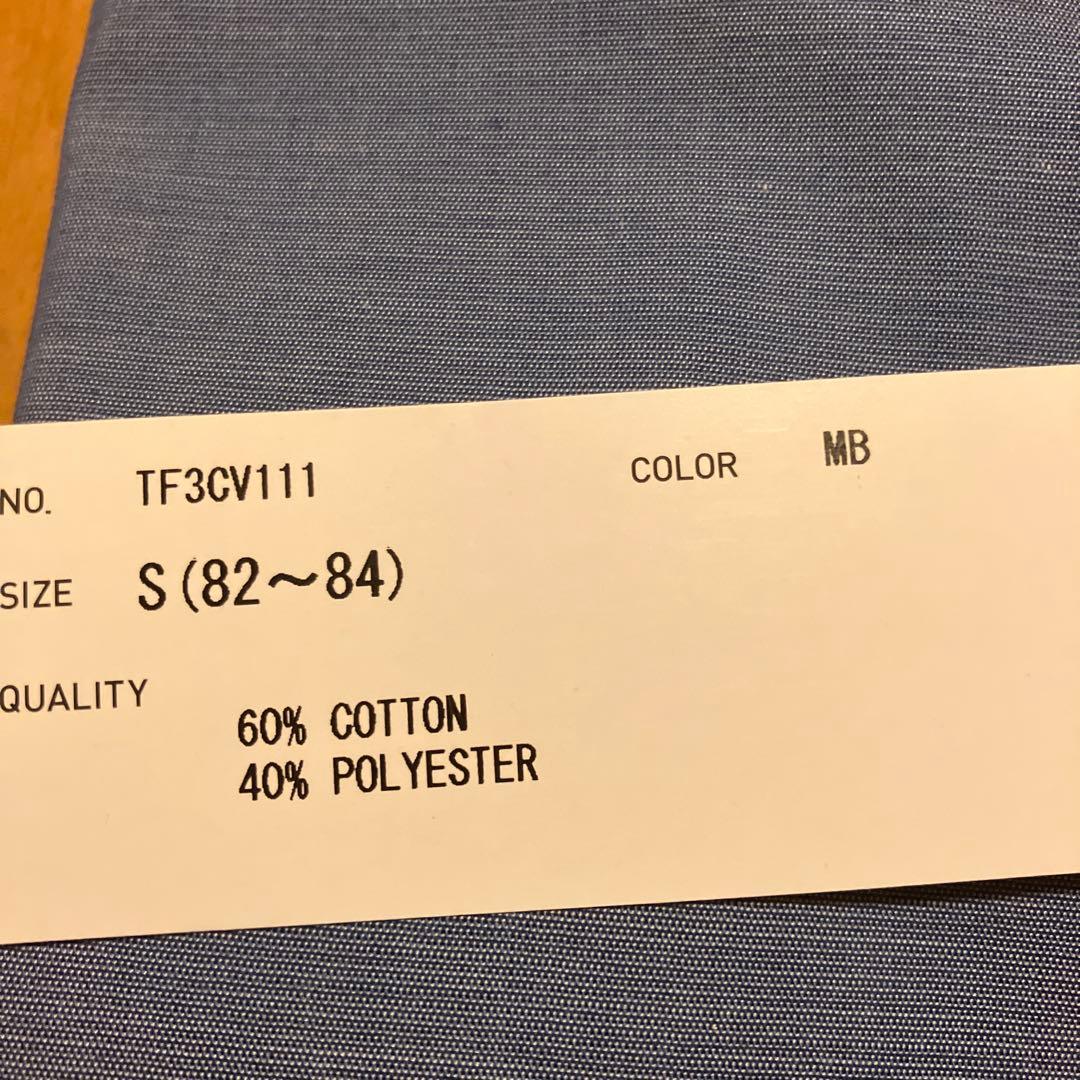 NO. TF3CV111 COLOR MB
SIZE S(82～84)
QUALITY
60% COTTON
40% POLYESTER